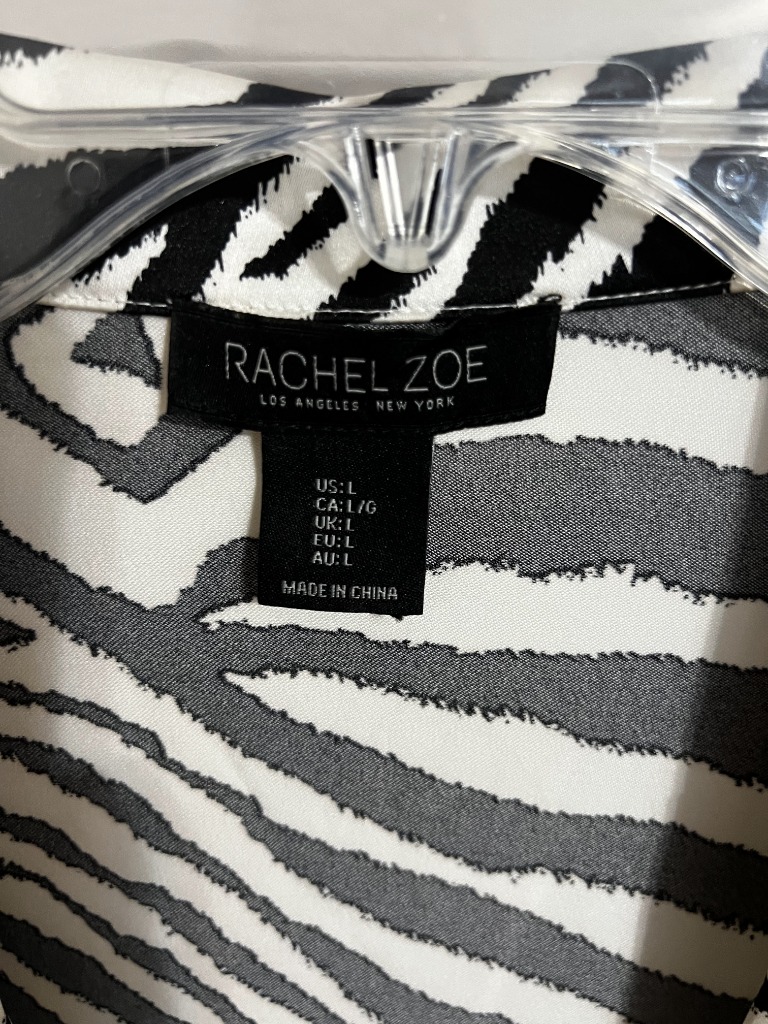 RACHEL ZOE
LOS ANGELES NEW YORK
US: L
CA: L/G
UK: L
EU: L
AU: L
MADE IN CHINA